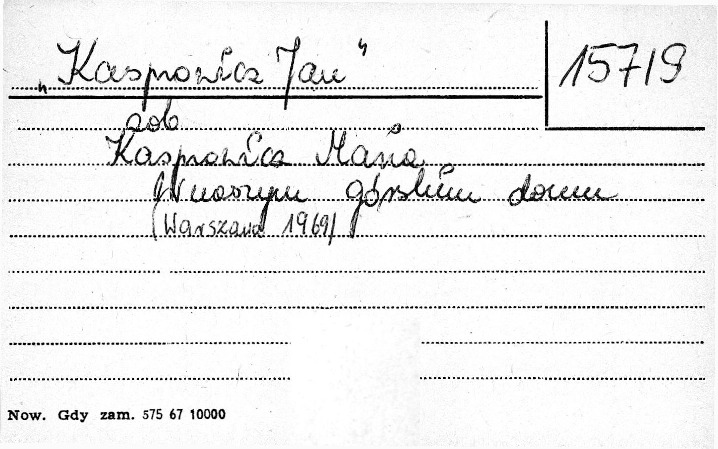 „Kasprowicz Jan"
15719
zob
Kasprowicz Maria
W naszym górskim domu
(Warszawa 1969)
Now. Gdy zam. 575 67 10000